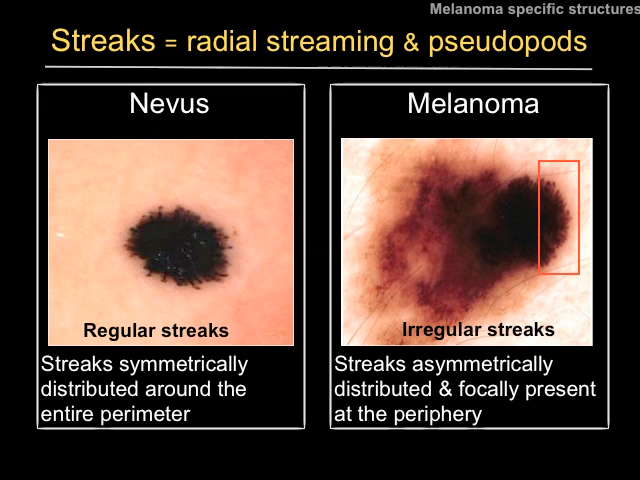 Melanoma specific structures
Streaks = radial streaming & pseudopods
Nevus
Regular streaks
Streaks symmetrically
distributed around the
entire perimeter
Melanoma
Irregular streaks
Streaks asymmetrically
distributed & focally present
at the periphery